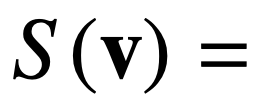 S(v) =